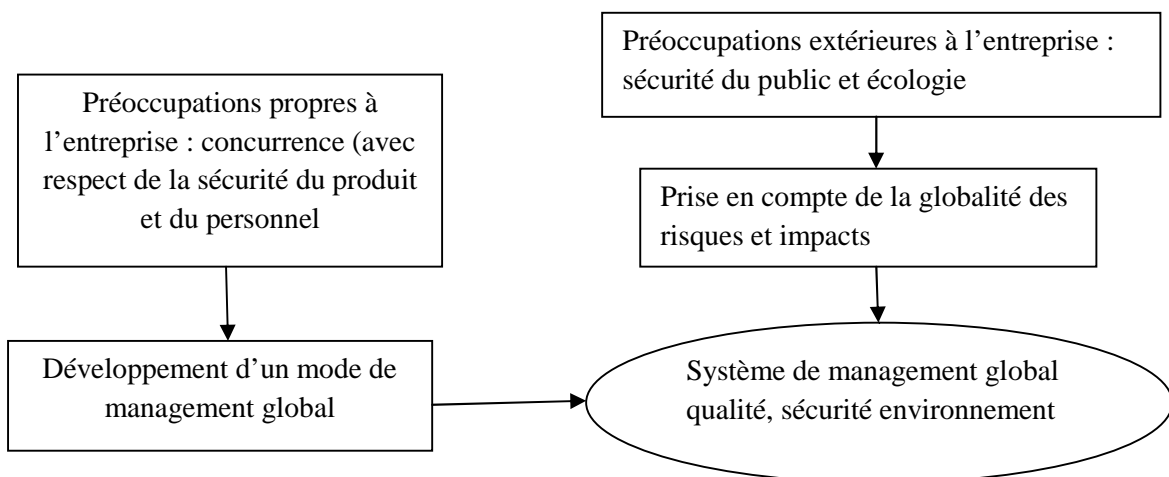 Préoccupations extérieures à l’entreprise :
sécurité du public et écologie
Préoccupations propres à
l’entreprise : concurrence (avec
respect de la sécurité du produit
et du personnel
Prise en compte de la globalité des
risques et impacts
Développement d’un mode de
management global
Système de management global
qualité, sécurité environnement